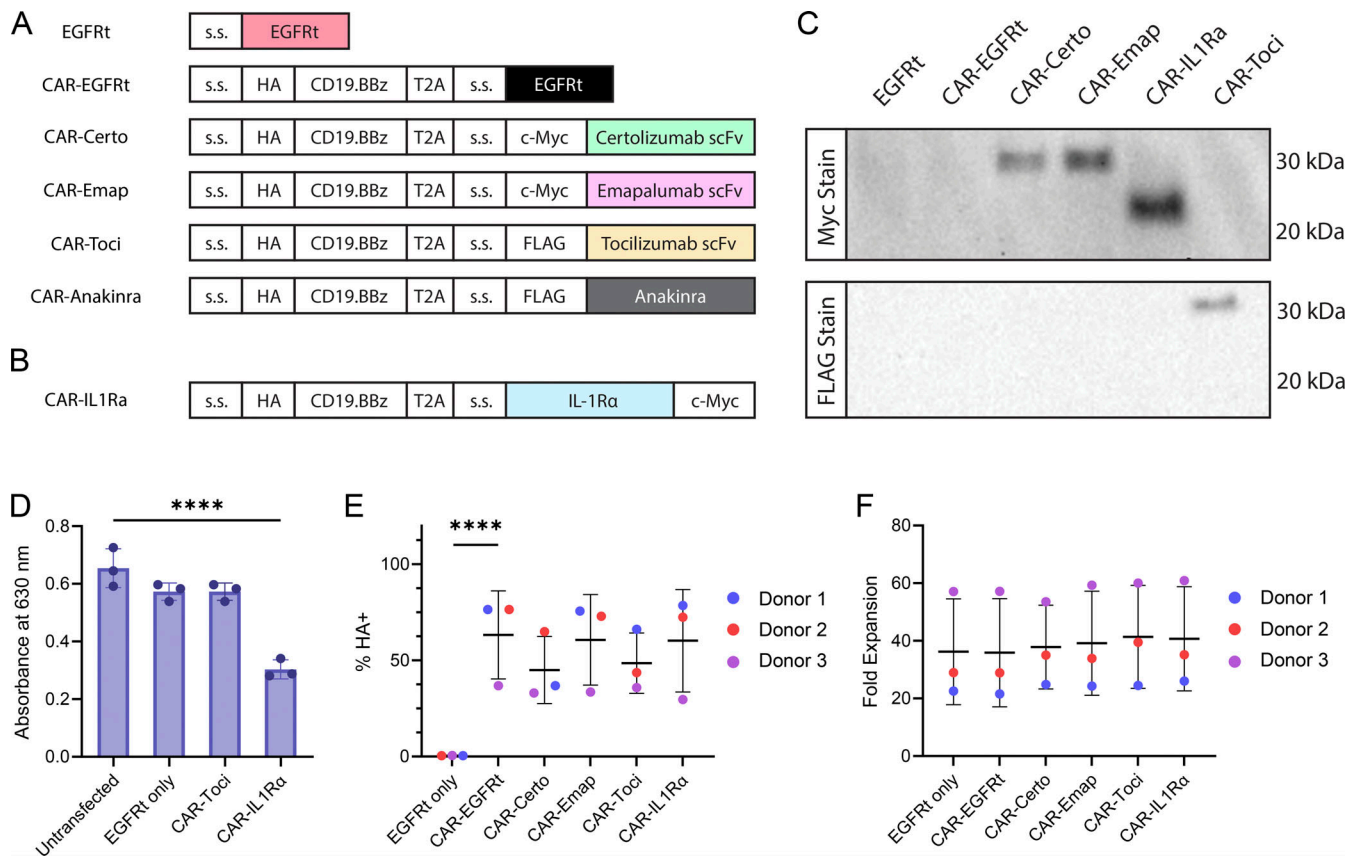 A
EGFRt
s.s.
EGFRt
CAR-EGFRt
s.s. HA CD19.BBz T2A s.s. EGFRt
CAR-Certo
s.s. HA CD19.BBz T2A s.s. c-Myc Certolizumab scFv
CAR-Emap
s.s. HA CD19.BBz T2A s.s. c-Myc Emapalumab scFv
CAR-Toci
s.s. HA CD19.BBz T2A s.s. FLAG Tocilizumab scFv
CAR-Anakinra
s.s. HA CD19.BBz T2A s.s. FLAG Anakinra
B
CAR-IL1Ra
s.s. HA CD19.BBz T2A s.s. IL-1Rα c-Myc
C
EGFRt
CAR-EGFRt
CAR-Certo
CAR-Emap
CAR-IL1Ra
CAR-Toci
Myc Stain
30 kDa
20 kDa
FLAG Stain
30 kDa
20 kDa
D
****
Absorbance at 630 nm
0.8
0.6
0.4
0.2
0.0
Untransfected
EGFRt only
CAR-Toci
CAR-IL1Rα
E
****
% HA+
100
50
0
EGFRt only
CAR-EGFRt
CAR-Certo
CAR-Emap
CAR-Toci
CAR-IL1Rα
Donor 1
Donor 2
Donor 3
F
Fold Expansion
80
60
40
20
0
EGFRt only
CAR-EGFRt
CAR-Certo
CAR-Emap
CAR-Toci
CAR-IL1Rα
Donor 1
Donor 2
Donor 3